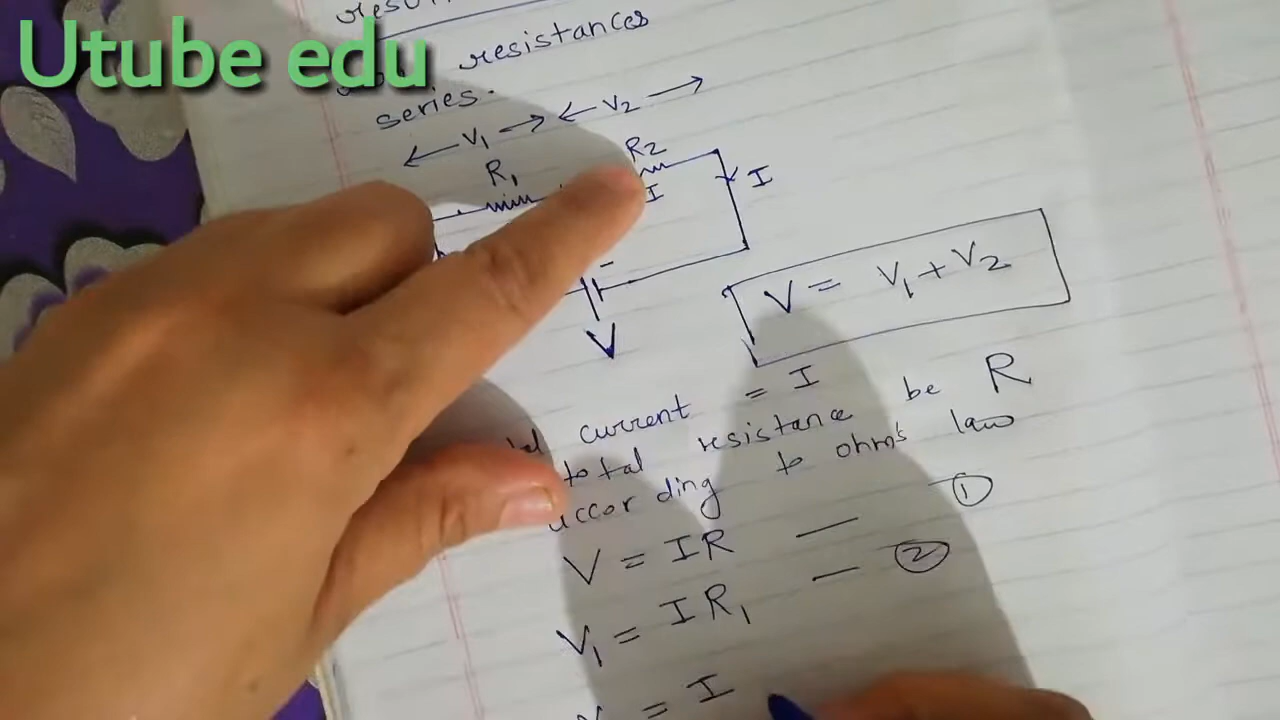 Utube edu
resistances
series.
V1 V2
R1 R2
I I
-
V
V = V1 + V2
current = I
total resistance be R
according to ohm's law
V = IR — ①
V1 = IR1 — ②
= I